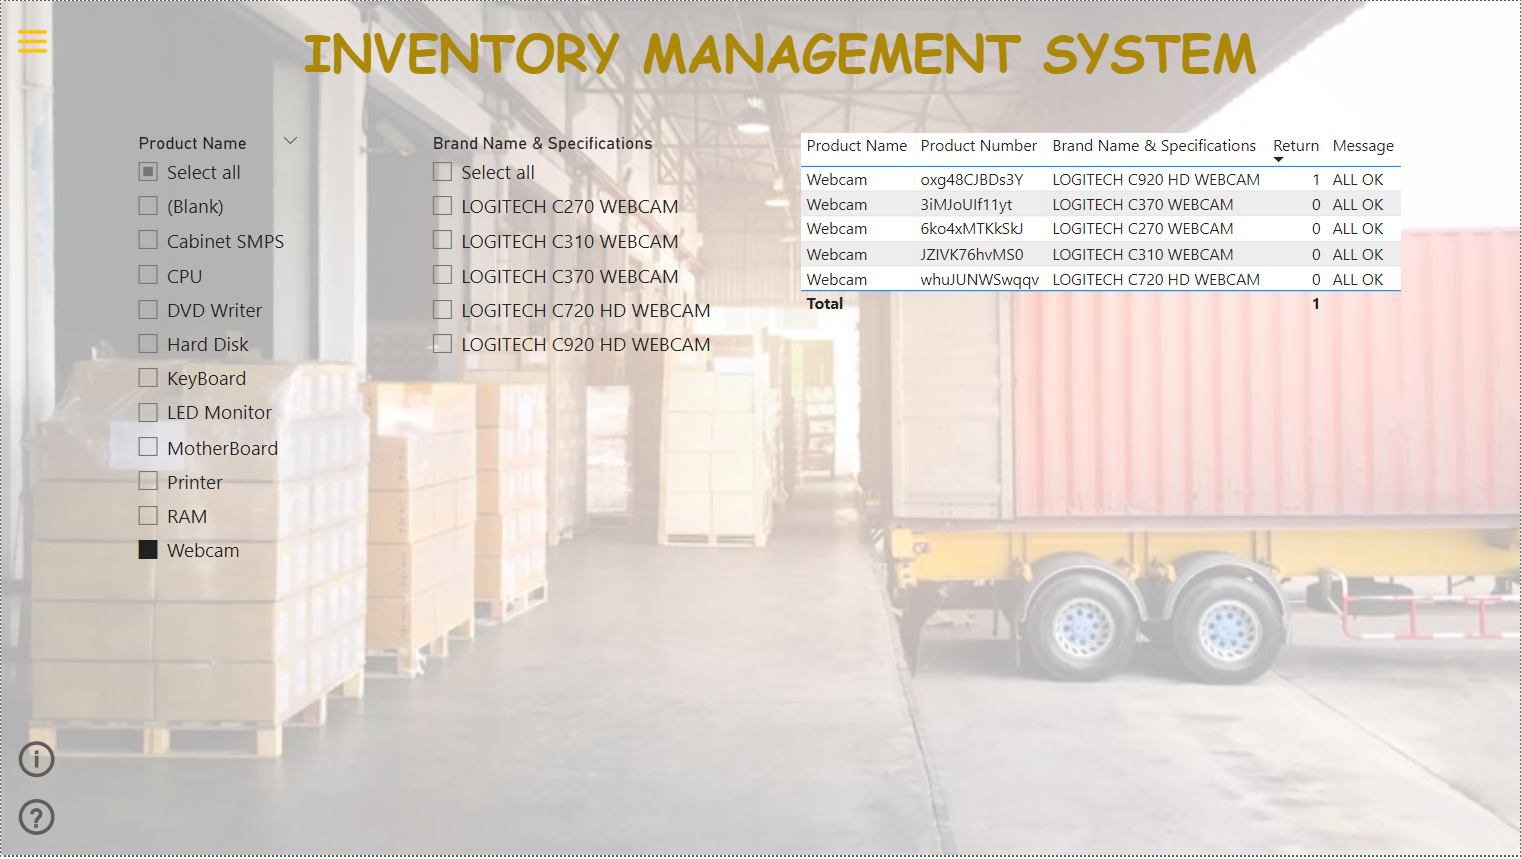 INVENTORY MANAGEMENT SYSTEM
Product Name
Select all
(Blank)
Cabinet SMPS
CPU
DVD Writer
Hard Disk
KeyBoard
LED Monitor
MotherBoard
Printer
RAM
Webcam
Brand Name & Specifications
Select all
LOGITECH C270 WEBCAM
LOGITECH C310 WEBCAM
LOGITECH C370 WEBCAM
LOGITECH C720 HD WEBCAM
LOGITECH C920 HD WEBCAM
Product Name Product Number Brand Name & Specifications Return Message
Webcam oxg48CJBDs3Y LOGITECH C920 HD WEBCAM 1 ALL OK
Webcam 3iMJoUIf11yt LOGITECH C370 WEBCAM 0 ALL OK
Webcam 6ko4xMTKkSkJ LOGITECH C270 WEBCAM 0 ALL OK
Webcam JZIVK76hvMS0 LOGITECH C310 WEBCAM 0 ALL OK
Webcam whuJUNWSwqqv LOGITECH C720 HD WEBCAM 0 ALL OK
Total 1